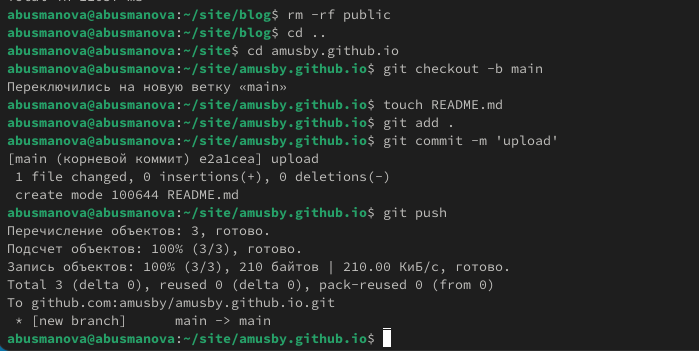 abusmanova@abusmanova:~/site/blog$ rm -rf public
abusmanova@abusmanova:~/site/blog$ cd ..
abusmanova@abusmanova:~/site$ cd amusby.github.io
abusmanova@abusmanova:~/site/amusby.github.io$ git checkout -b main
Переключились на новую ветку «main»
abusmanova@abusmanova:~/site/amusby.github.io$ touch README.md
abusmanova@abusmanova:~/site/amusby.github.io$ git add .
abusmanova@abusmanova:~/site/amusby.github.io$ git commit -m 'upload'
[main (корневой коммит) e2a1cea] upload
 1 file changed, 0 insertions(+), 0 deletions(-)
 create mode 100644 README.md
abusmanova@abusmanova:~/site/amusby.github.io$ git push
Перечисление объектов: 3, готово.
Подсчет объектов: 100% (3/3), готово.
Запись объектов: 100% (3/3), 210 байтов | 210.00 КиБ/с, готово.
Total 3 (delta 0), reused 0 (delta 0), pack-reused 0 (from 0)
To github.com:amusby/amusby.github.io.git
 * [new branch]      main -> main
abusmanova@abusmanova:~/site/amusby.github.io$